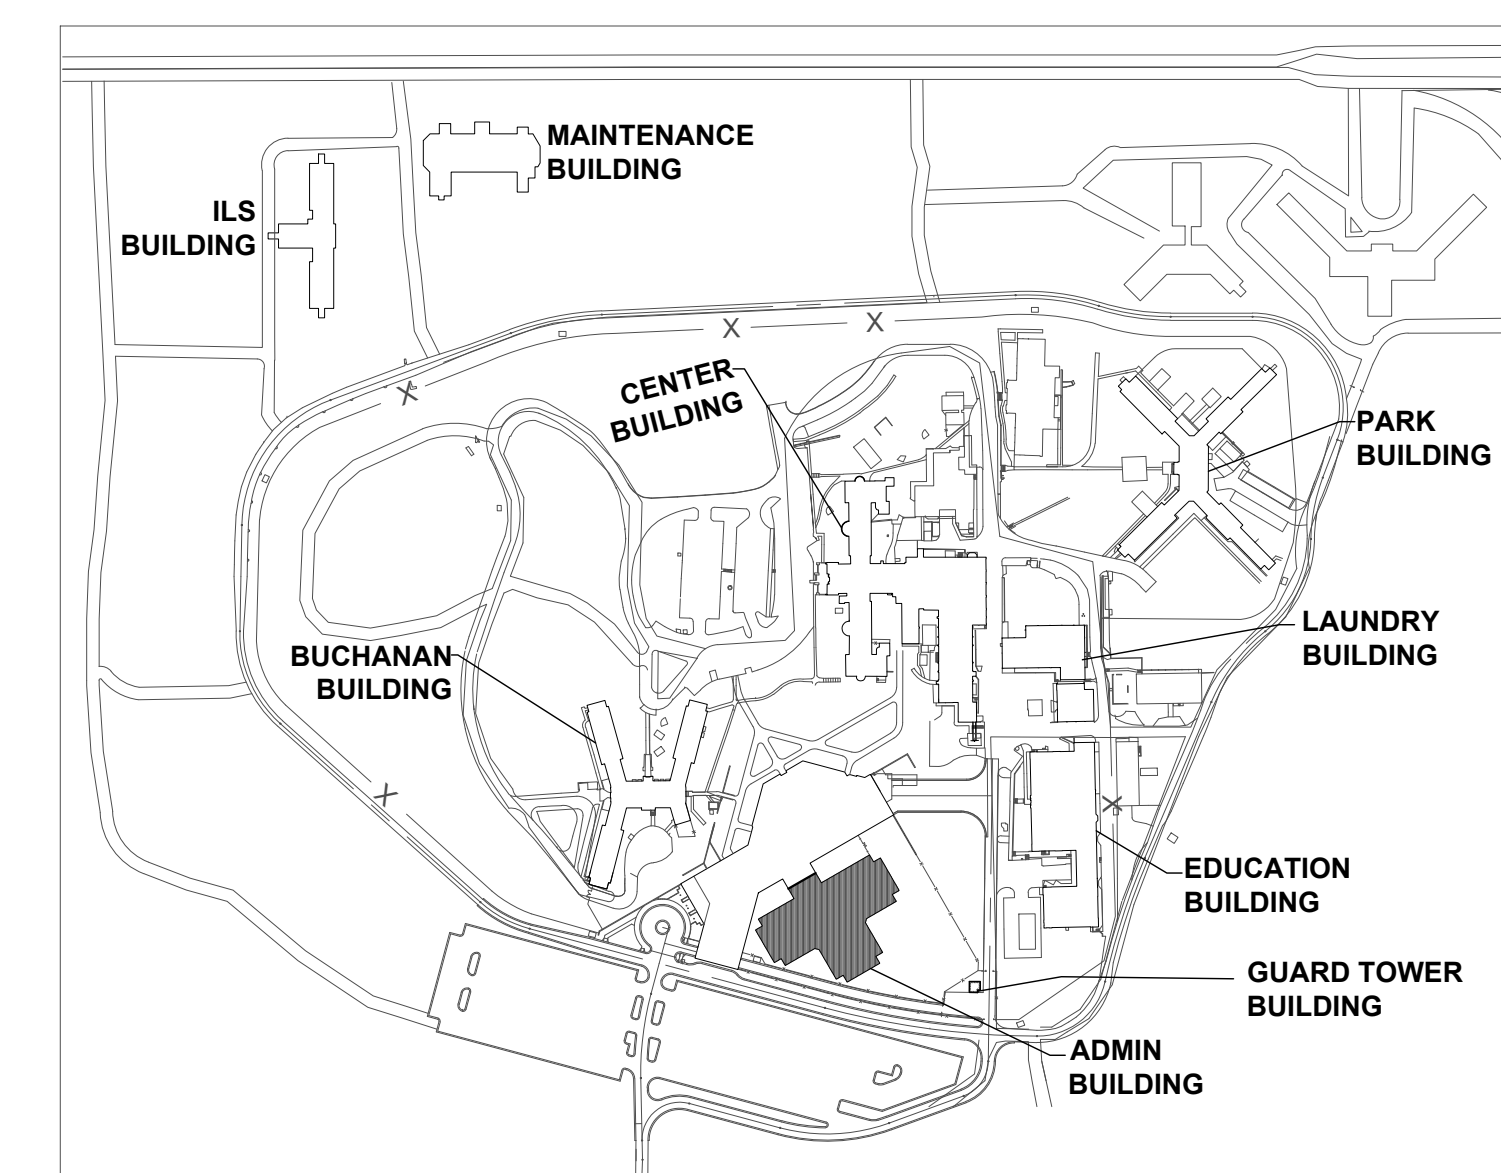 MAINTENANCE
BUILDING
ILS
BUILDING
X
X
X
CENTER
BUILDING
PARK
BUILDING
LAUNDRY
BUILDING
BUCHANAN
BUILDING
X
X
EDUCATION
BUILDING
GUARD TOWER
BUILDING
ADMIN
BUILDING